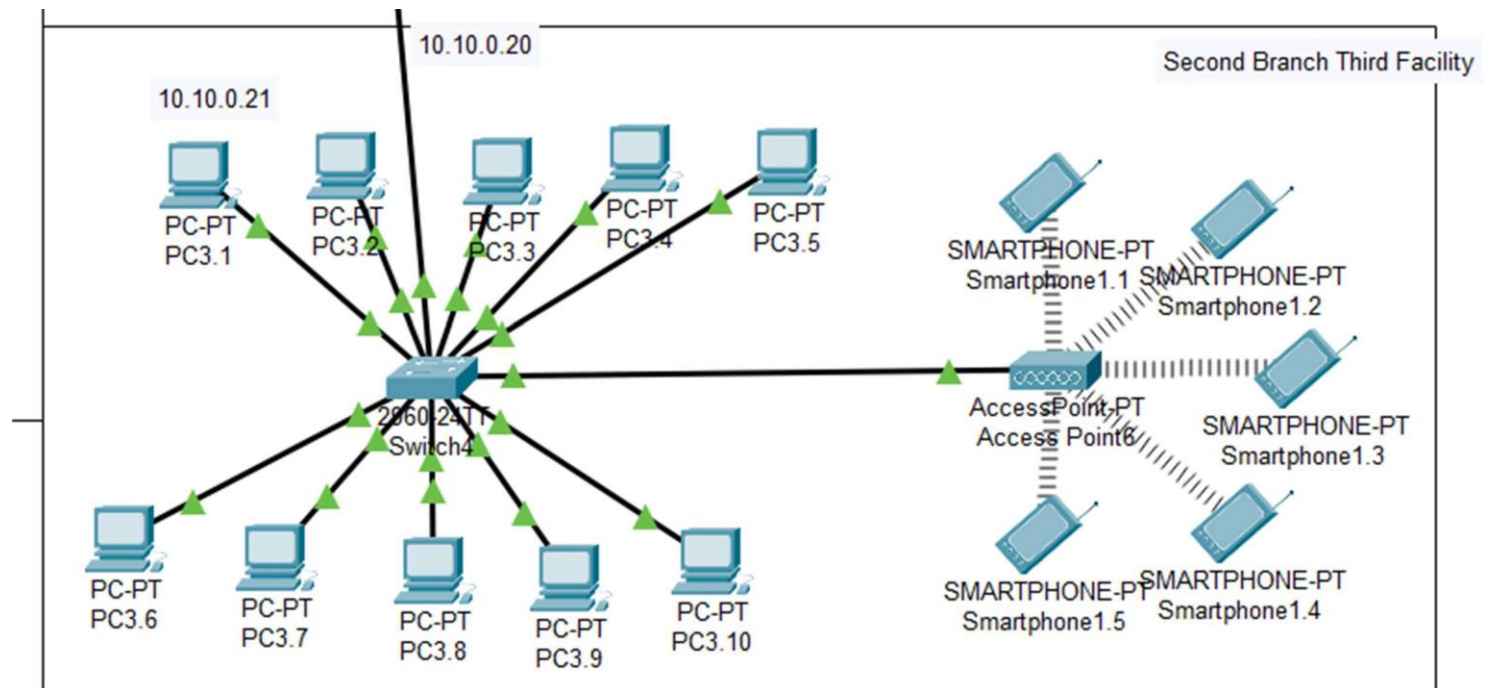 10.10.0.20
Second Branch Third Facility
10.10.0.21
PC-PT
PC3.1
PC-PT
PC3.2
PC-PT
PC3.3
PC-PT
PC3.4
PC-PT
PC3.5
SMARTPHONE-PT
Smartphone1.1
SMARTPHONE-PT
Smartphone1.2
2960-24TT
Switch4
AccessPoint-PT
Access Point6
SMARTPHONE-PT
Smartphone1.3
PC-PT
PC3.6
PC-PT
PC3.7
PC-PT
PC3.8
PC-PT
PC3.9
PC-PT
PC3.10
SMARTPHONE-PT
Smartphone1.5
SMARTPHONE-PT
Smartphone1.4